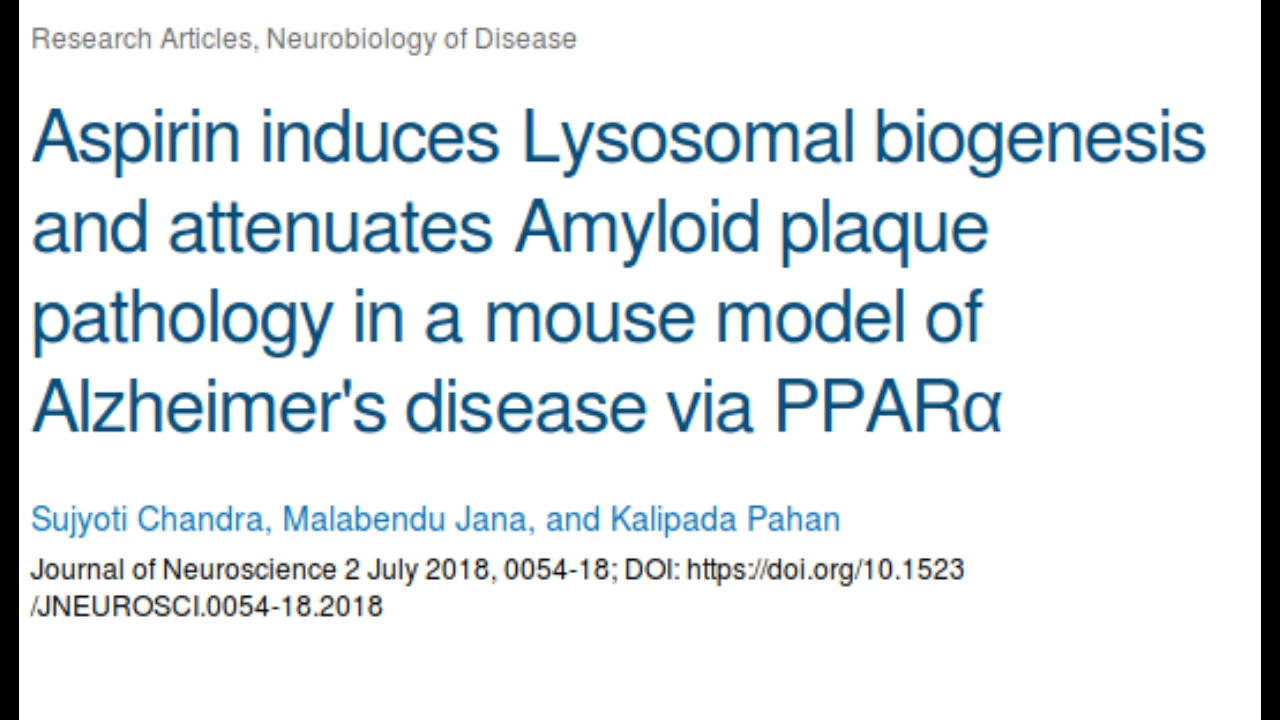 Research Articles, Neurobiology of Disease
Aspirin induces Lysosomal biogenesis
and attenuates Amyloid plaque
pathology in a mouse model of
Alzheimer's disease via PPARα
Sujyoti Chandra, Malabendu Jana, and Kalipada Pahan
Journal of Neuroscience 2 July 2018, 0054-18; DOI: https://doi.org/10.1523
/JNEUROSCI.0054-18.2018